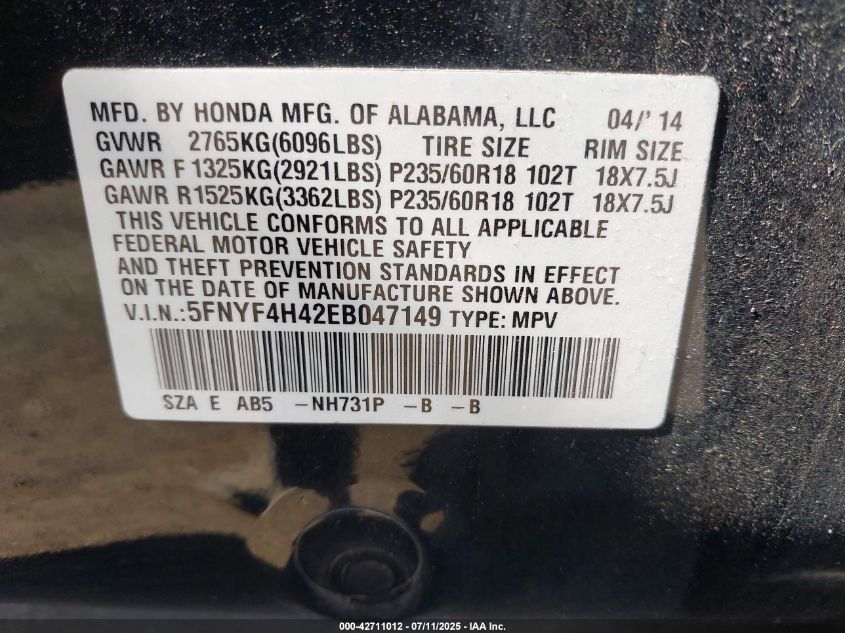 MFD. BY HONDA MFG. OF ALABAMA, LLC 04/' 14
GVWR 2765KG(6096LBS) TIRE SIZE RIM SIZE
GAWR F 1325KG(2921LBS) P235/60R18 102T 18X7.5J
GAWR R 1525KG(3362LBS) P235/60R18 102T 18X7.5J
THIS VEHICLE CONFORMS TO ALL APPLICABLE
FEDERAL MOTOR VEHICLE SAFETY
AND THEFT PREVENTION STANDARDS IN EFFECT
ON THE DATE OF MANUFACTURE SHOWN ABOVE.
V.I.N.:5FNYF4H42EB047149 TYPE: MPV
SZA E AB5 -NH731P -B -B
000-42711012 - 07/11/2025 - IAA Inc.